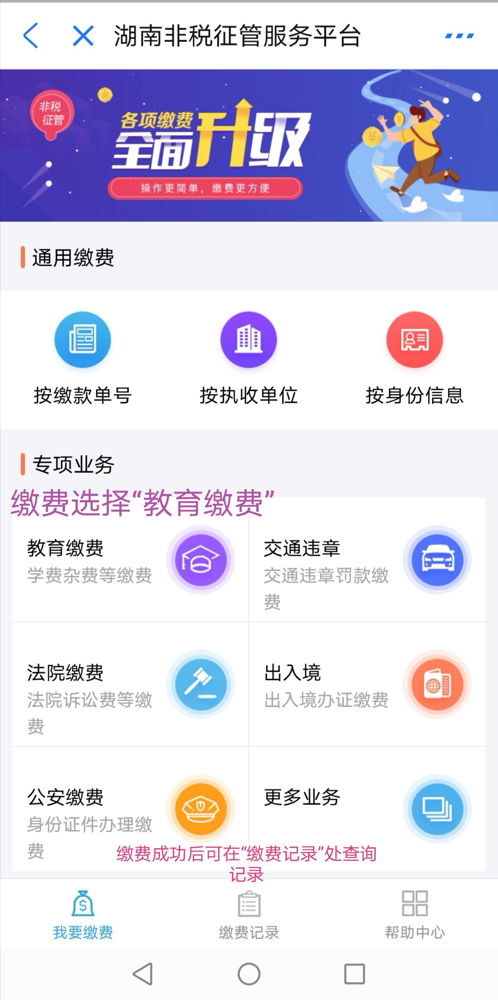 湖南非税征管服务平台
非税
征管
各项缴费
全面升级
操作更简单，缴费更方便
通用缴费
按缴款单号
按执收单位
按身份信息
专项业务
缴费选择“教育缴费”
教育缴费
学费杂费等缴费
交通违章
交通违章罚款缴
费
法院缴费
法院诉讼费等缴
费
出入境
出入境办证缴费
公安缴费
身份证件办理缴
费
更多业务
缴费成功后可在“缴费记录”处查询
记录
我要缴费
缴费记录
帮助中心